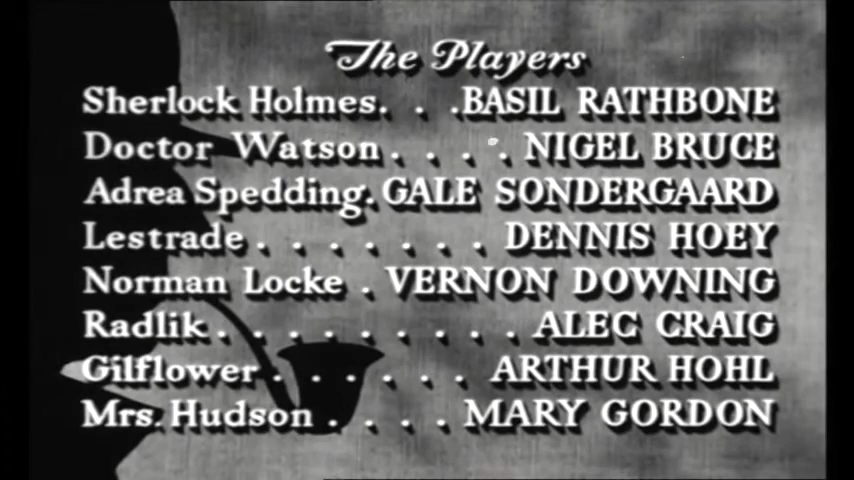 The Players
Sherlock Holmes. . .BASIL RATHBONE
Doctor Watson . . . . NIGEL BRUCE
Adrea Spedding. GALE SONDERGAARD
Lestrade . . . . . . . DENNIS HOEY
Norman Locke . VERNON DOWNING
Radlik . . . . . . . . . ALEC CRAIG
Gilflower . . . . . . ARTHUR HOHL
Mrs. Hudson . . . . MARY GORDON